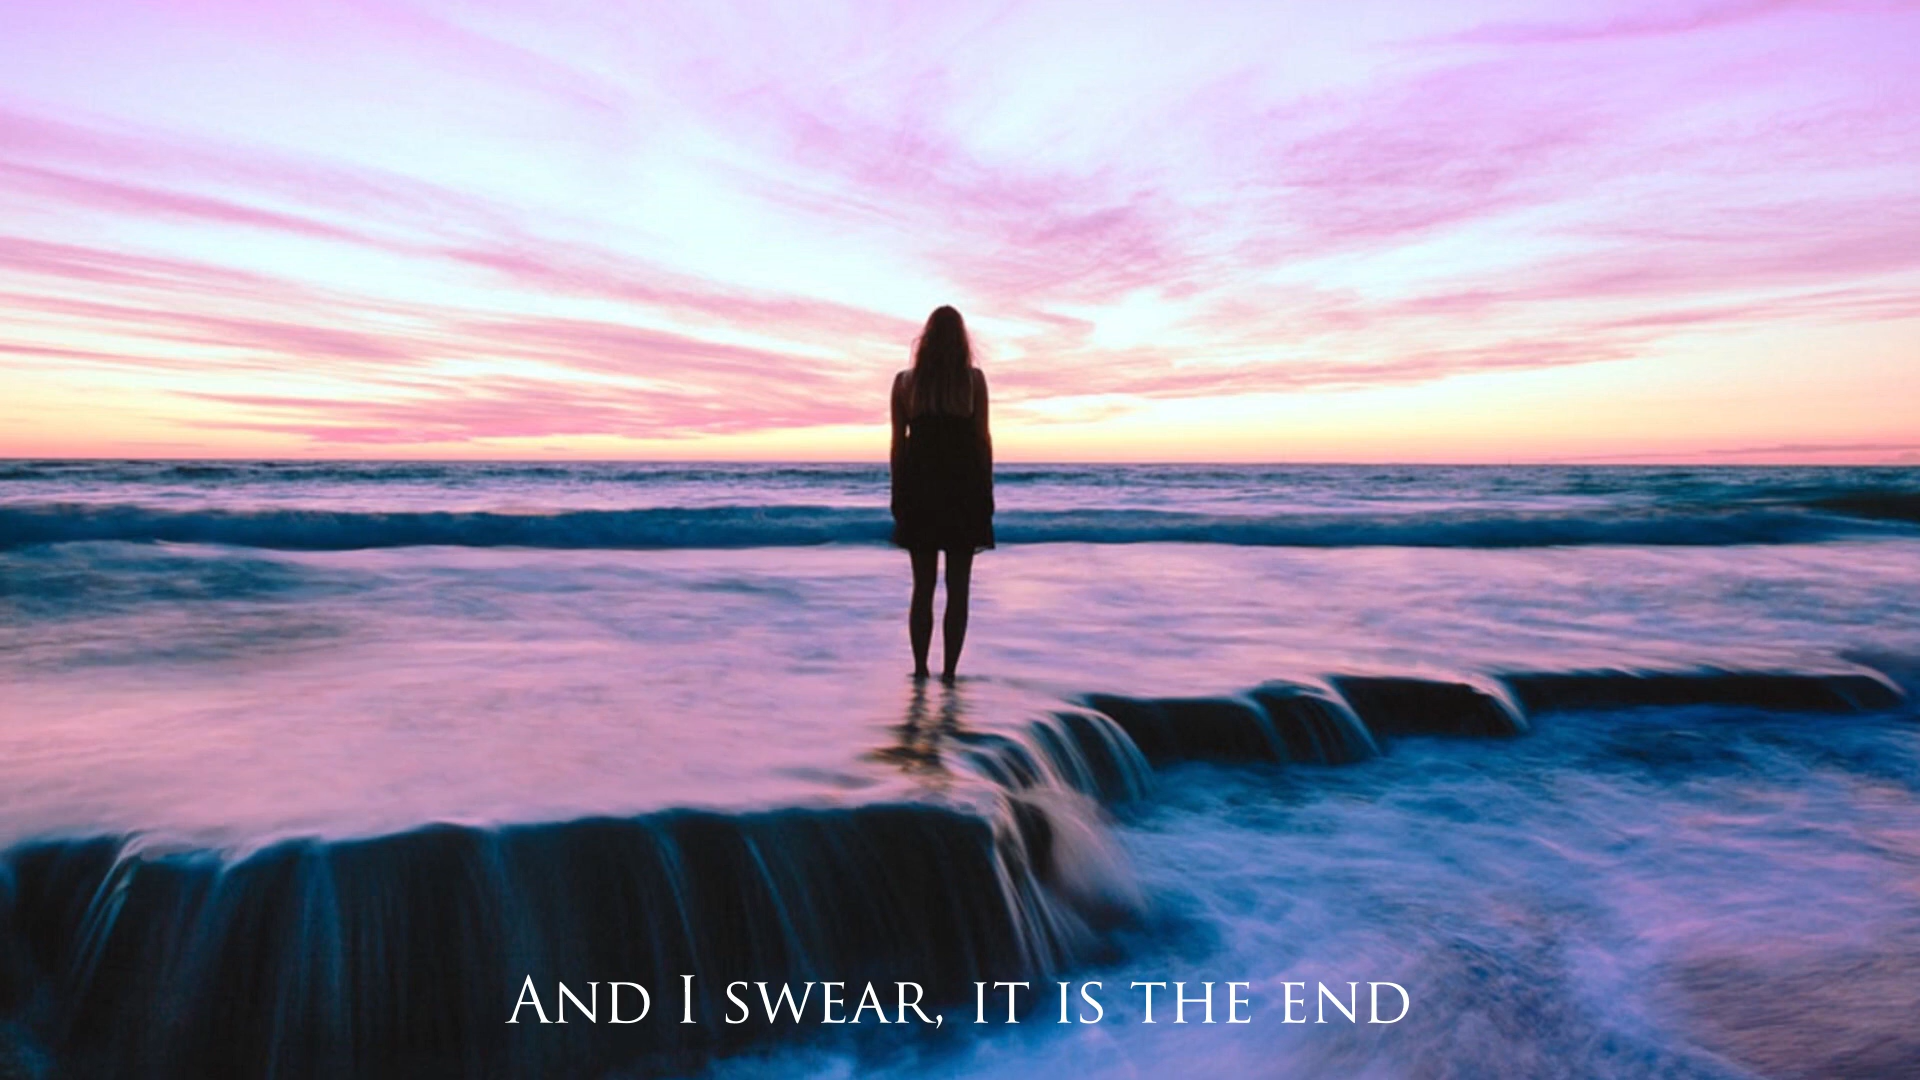 And I swear, it is the end